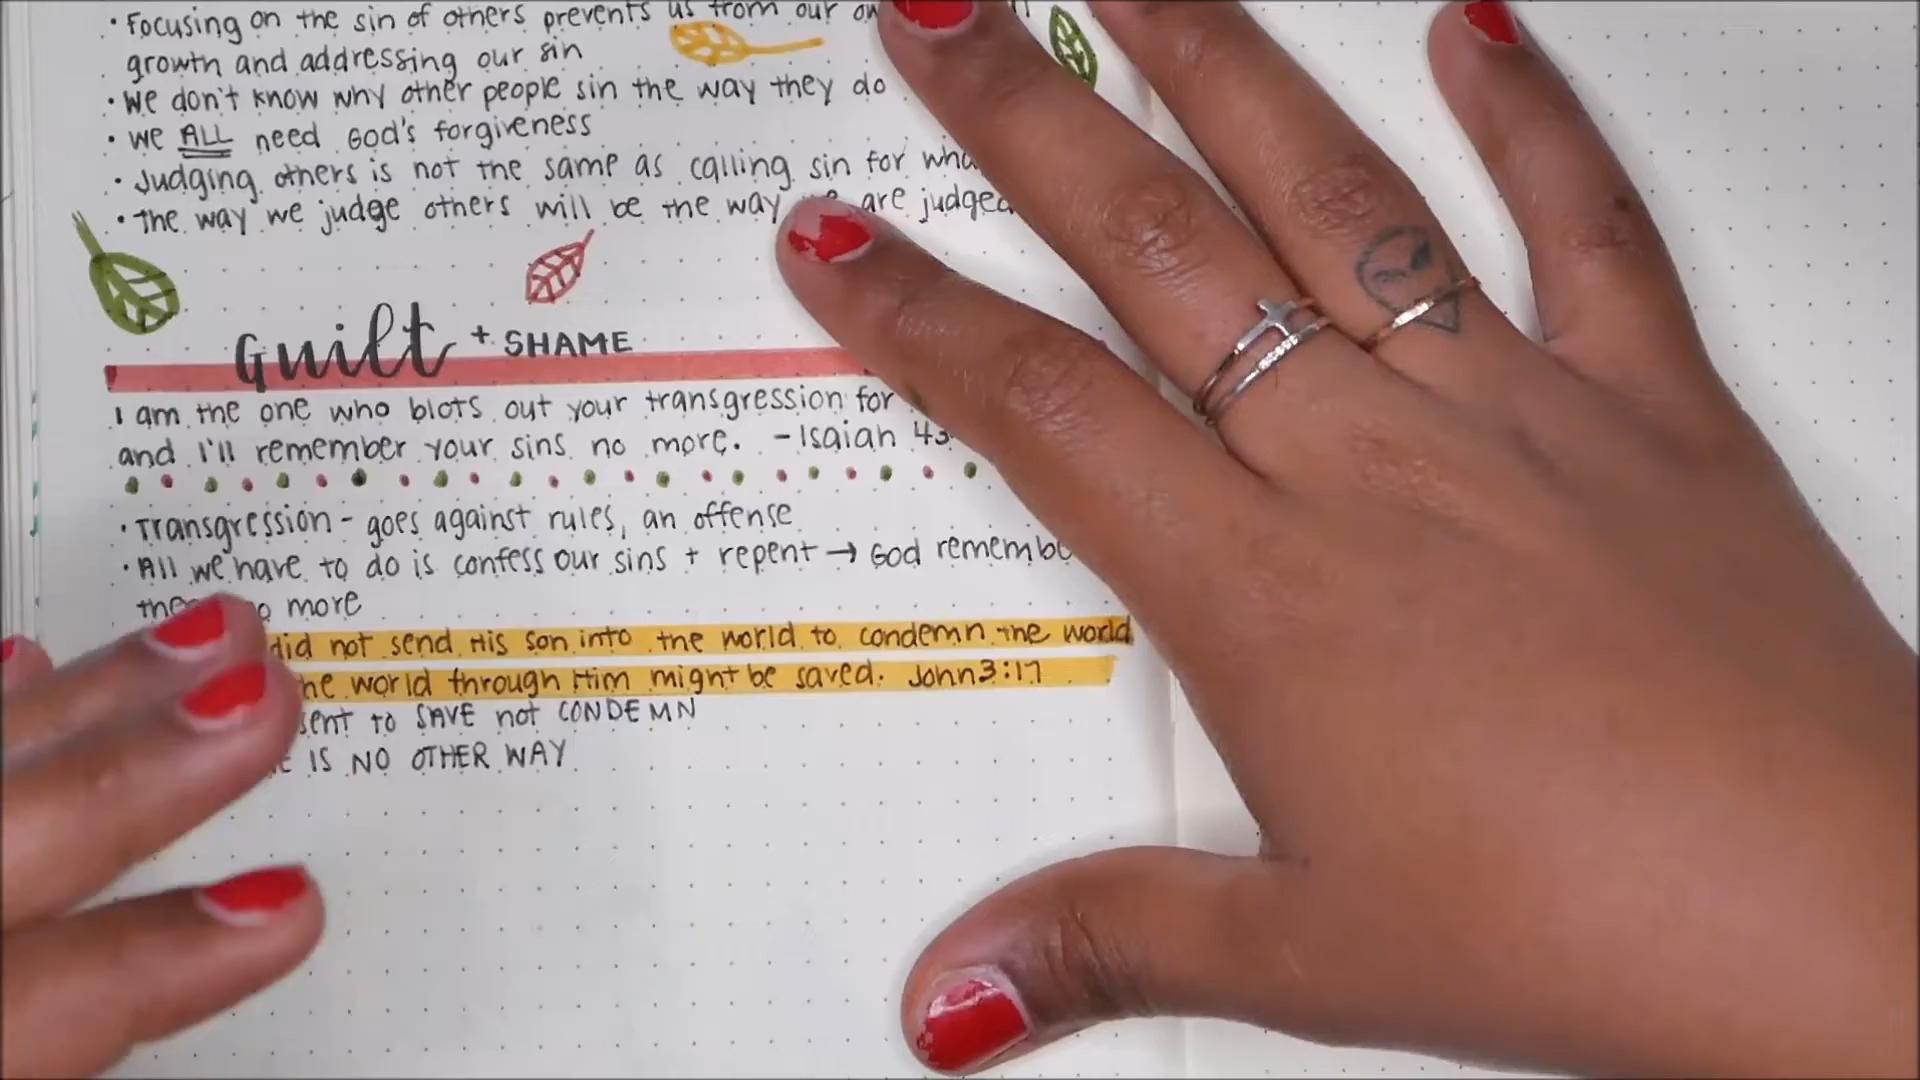 • Focusing on the sin of others prevents us from our
growth and addressing our sin
• we don't know why other people sin the way they do
• we ALL need God's forgiveness
• Judging others is not the same as calling sin for
• The way we judge others will be the way are judged
Guilt + SHAME
I am the one who blots out your transgression for
and I'll remember your sins no more. - Isaiah 43
• Transgression - goes against rules, an offense
• All we have to do is confess our sins + repent → God
more
did not send His son into the world to condemn the world
world through Him might be saved. John 3:17
sent to SAVE not CONDEMN
IS NO OTHER WAY